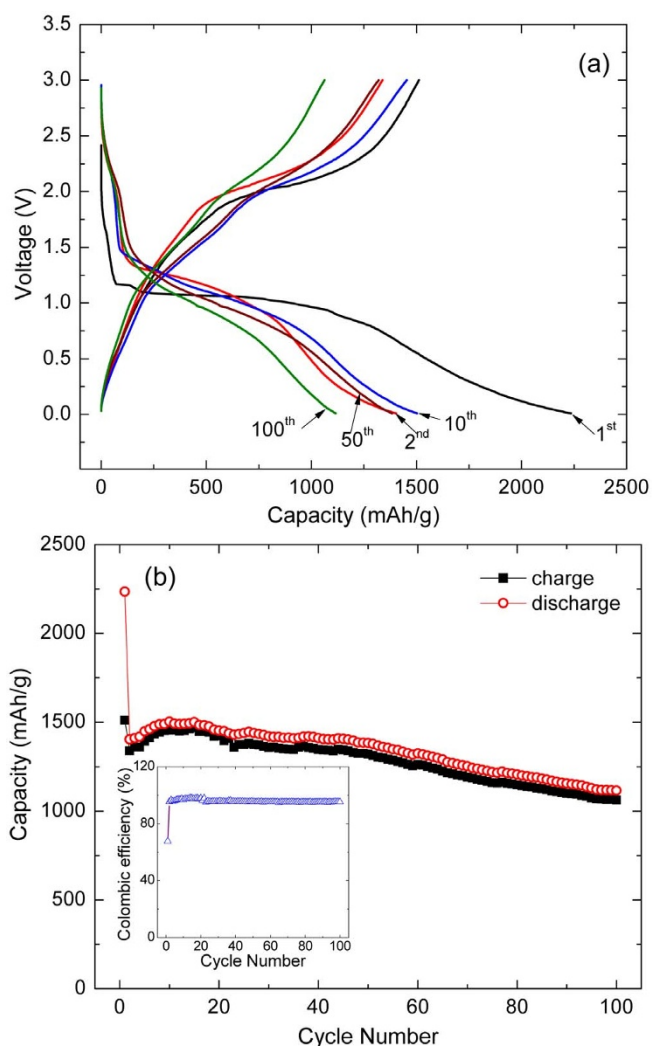 (a)
3.5
3.0
2.5
2.0
1.5
1.0
0.5
0.0
Voltage (V)
100th
50th
2nd
10th
1st
0 500 1000 1500 2000 2500
Capacity (mAh/g)
(b)
charge
discharge
2500
2000
1500
1000
500
0
Capacity (mAh/g)
120
80
40
0
Colombic efficiency (%)
0 20 40 60 80 100
Cycle Number
0 20 40 60 80 100
Cycle Number